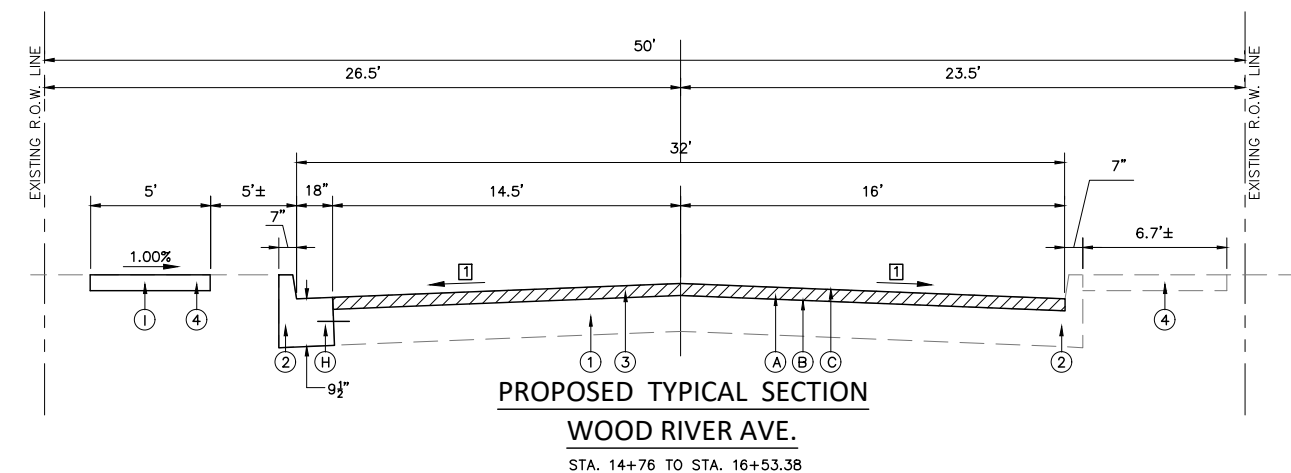 EXISTING R.O.W. LINE
EXISTING R.O.W. LINE
50'
26.5'
23.5'
32'
7"
5'
5'±
18"
14.5'
16'
7"
6.7'±
1.00%
1
1
I
4
2
H
1
3
A
B
C
2
4
9½"
PROPOSED TYPICAL SECTION
WOOD RIVER AVE.
STA. 14+76 TO STA. 16+53.38